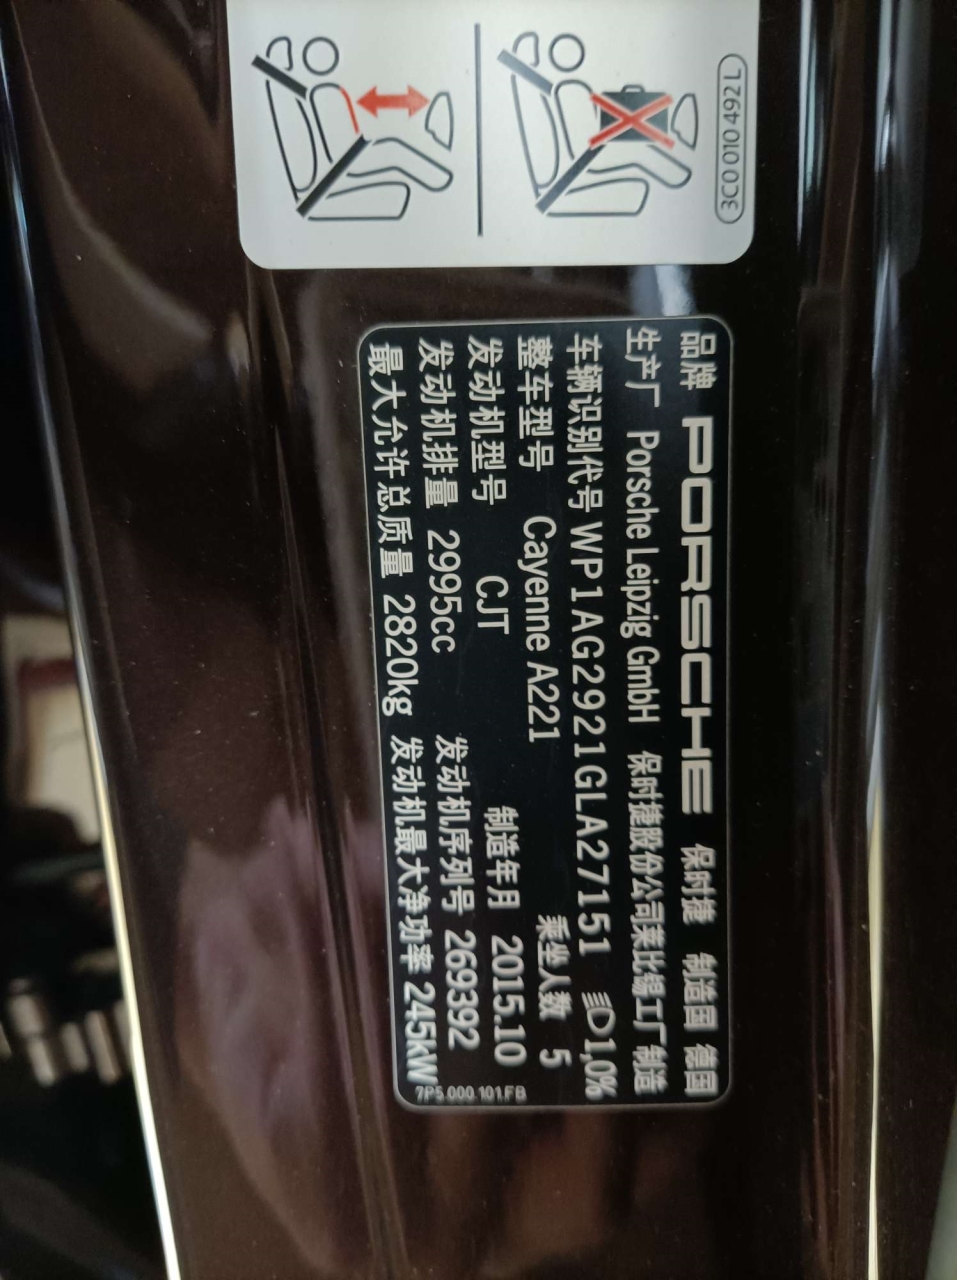 3C0 010 492 L
品牌 PORSCHE 保时捷 制造国 德国
生产厂 Porsche Leipzig GmbH 保时捷股份公司莱比锡工厂制造
车辆识别代号 WP1AG2921GLA27151 1,0%
整车型号 Cayenne A221 乘坐人数 5
发动机型号 CJT 制造年月 2015.10
发动机排量 2995cc 发动机序列号 269392
最大允许总质量 2820kg 发动机最大净功率 245kW
7P5.000.101.FB